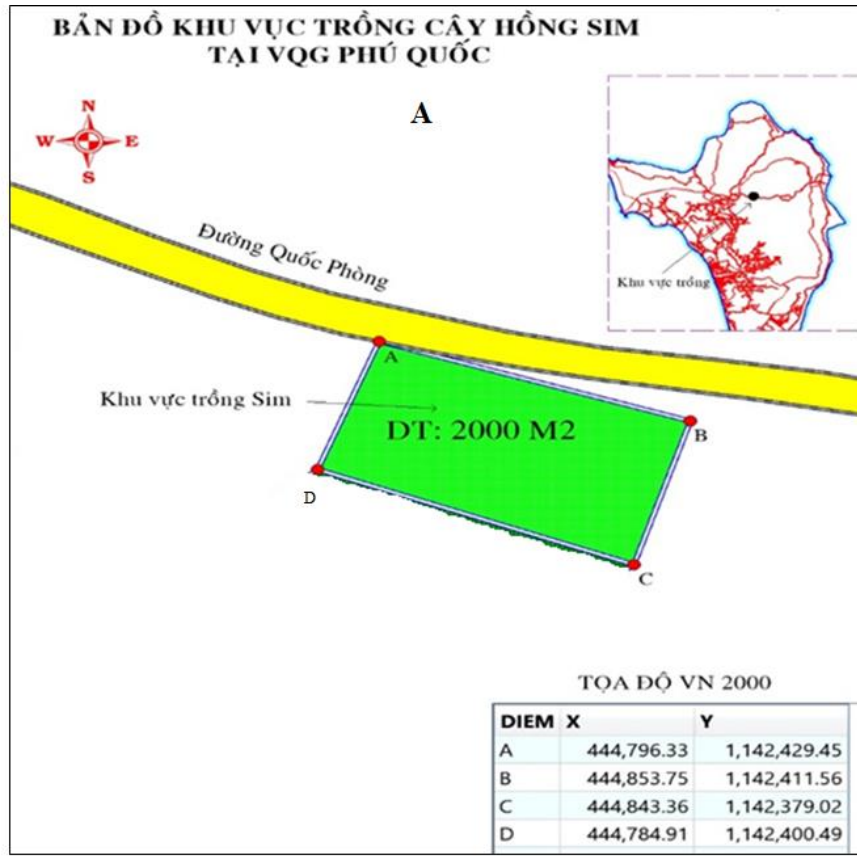 BẢN ĐỒ KHU VỰC TRỒNG CÂY HỒNG SIM
TẠI VQG PHÚ QUỐC
A
N
W E
S
Đường Quốc Phòng
Khu vực trồng
A
Khu vực trồng Sim
DT: 2000 M2
B
D
C
TỌA ĐỘ VN 2000
DIEM X Y
A 444,796.33 1,142,429.45
B 444,853.75 1,142,411.56
C 444,843.36 1,142,379.02
D 444,784.91 1,142,400.49